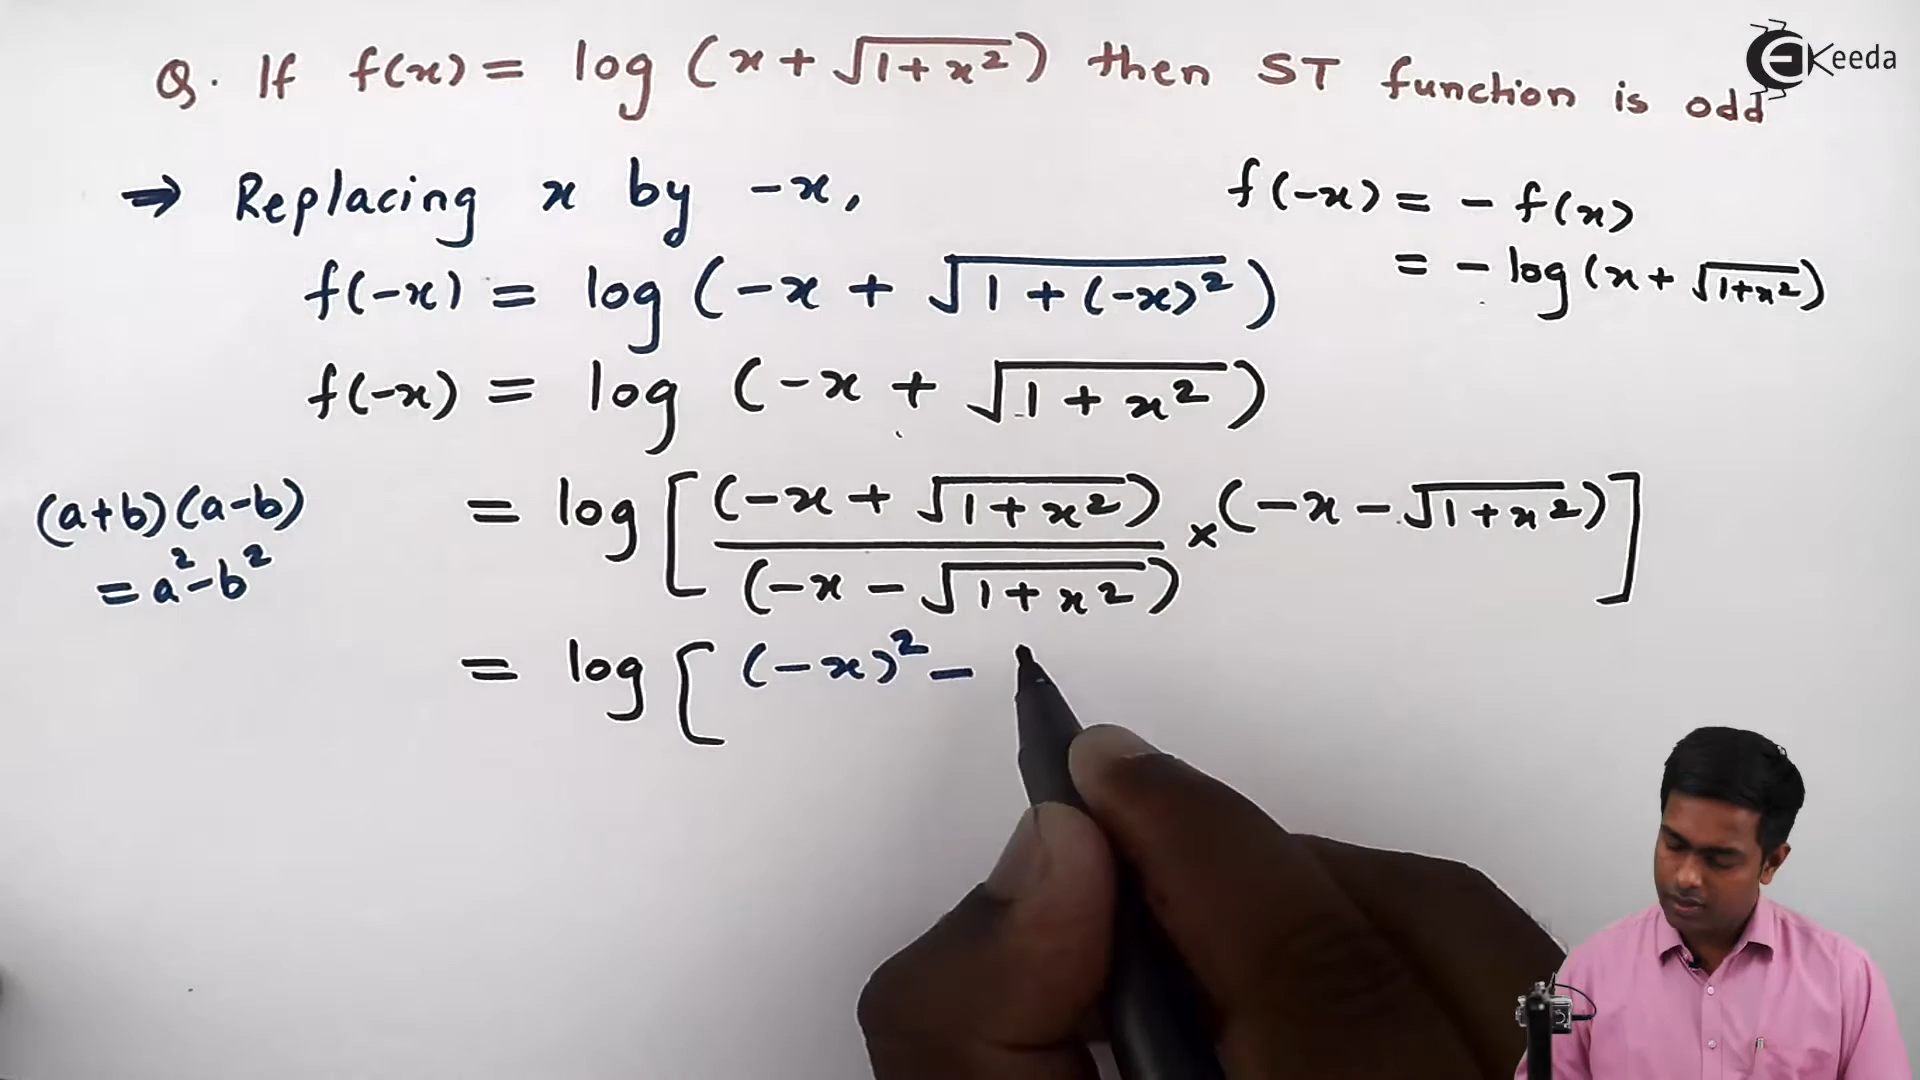 Q. If f(x) = log (x + √1+x²) then ST function is odd
EKeeda
⇒ Replacing x by -x,
f(-x) = - f(x)
= - log (x + √1+x²)
f(-x) = log (-x + √1 + (-x)²)
f(-x) = log (-x + √1 + x²)
(a+b)(a-b)
= a² - b²
= log [ (-x + √1+x²) / (-x - √1+x²) × (-x - √1+x²) ]
= log [ (-x)² -